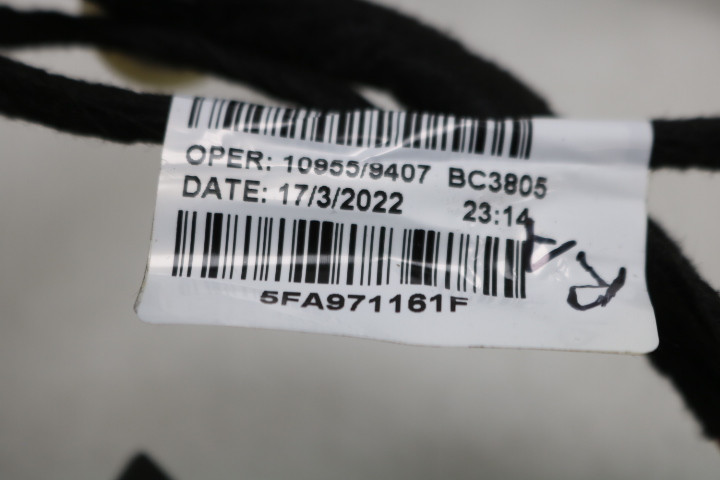 OPER: 10955/9407 BC3805
DATE: 17/3/2022 23:14
5FA971161F